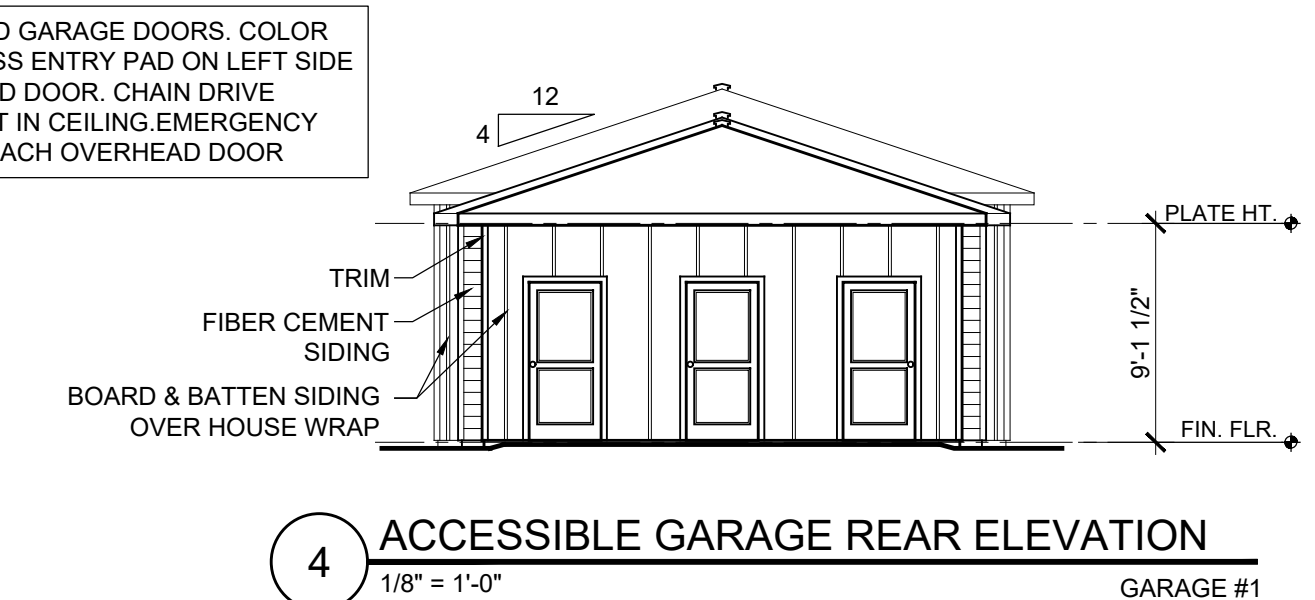 D GARAGE DOORS. COLOR
SS ENTRY PAD ON LEFT SIDE
D DOOR. CHAIN DRIVE
T IN CEILING.EMERGENCY
ACH OVERHEAD DOOR
12
4
PLATE HT.
TRIM
FIBER CEMENT
SIDING
BOARD & BATTEN SIDING
OVER HOUSE WRAP
9'-1 1/2"
FIN. FLR.
4
ACCESSIBLE GARAGE REAR ELEVATION
1/8" = 1'-0"
GARAGE #1